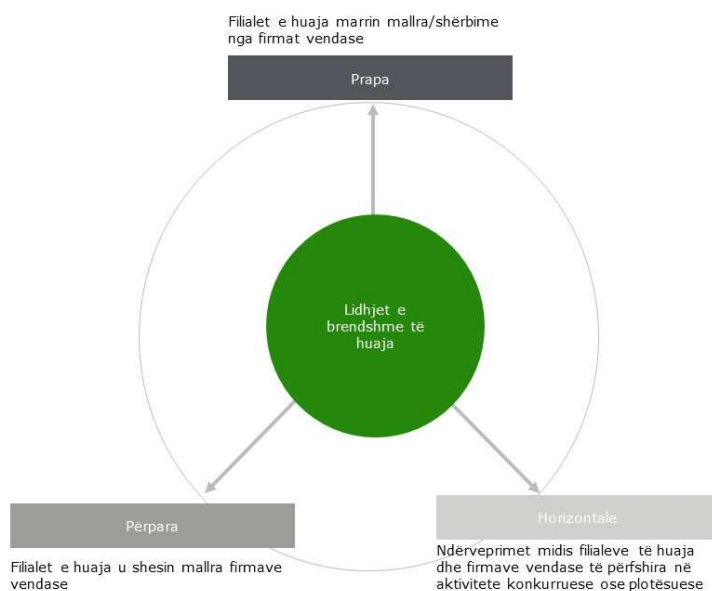 Filialet e huaja marrin mallra/shërbime
nga firmat vendase
Prapa
Lidhjet e
brendshme të
huaja
Përpara
Filialet e huaja u shesin mallra firmave
vendase
Horizontale
Ndërveprimet midis filialeve të huaja
dhe firmave vendase të përfshira në
aktivitete konkurruese ose plotësuese